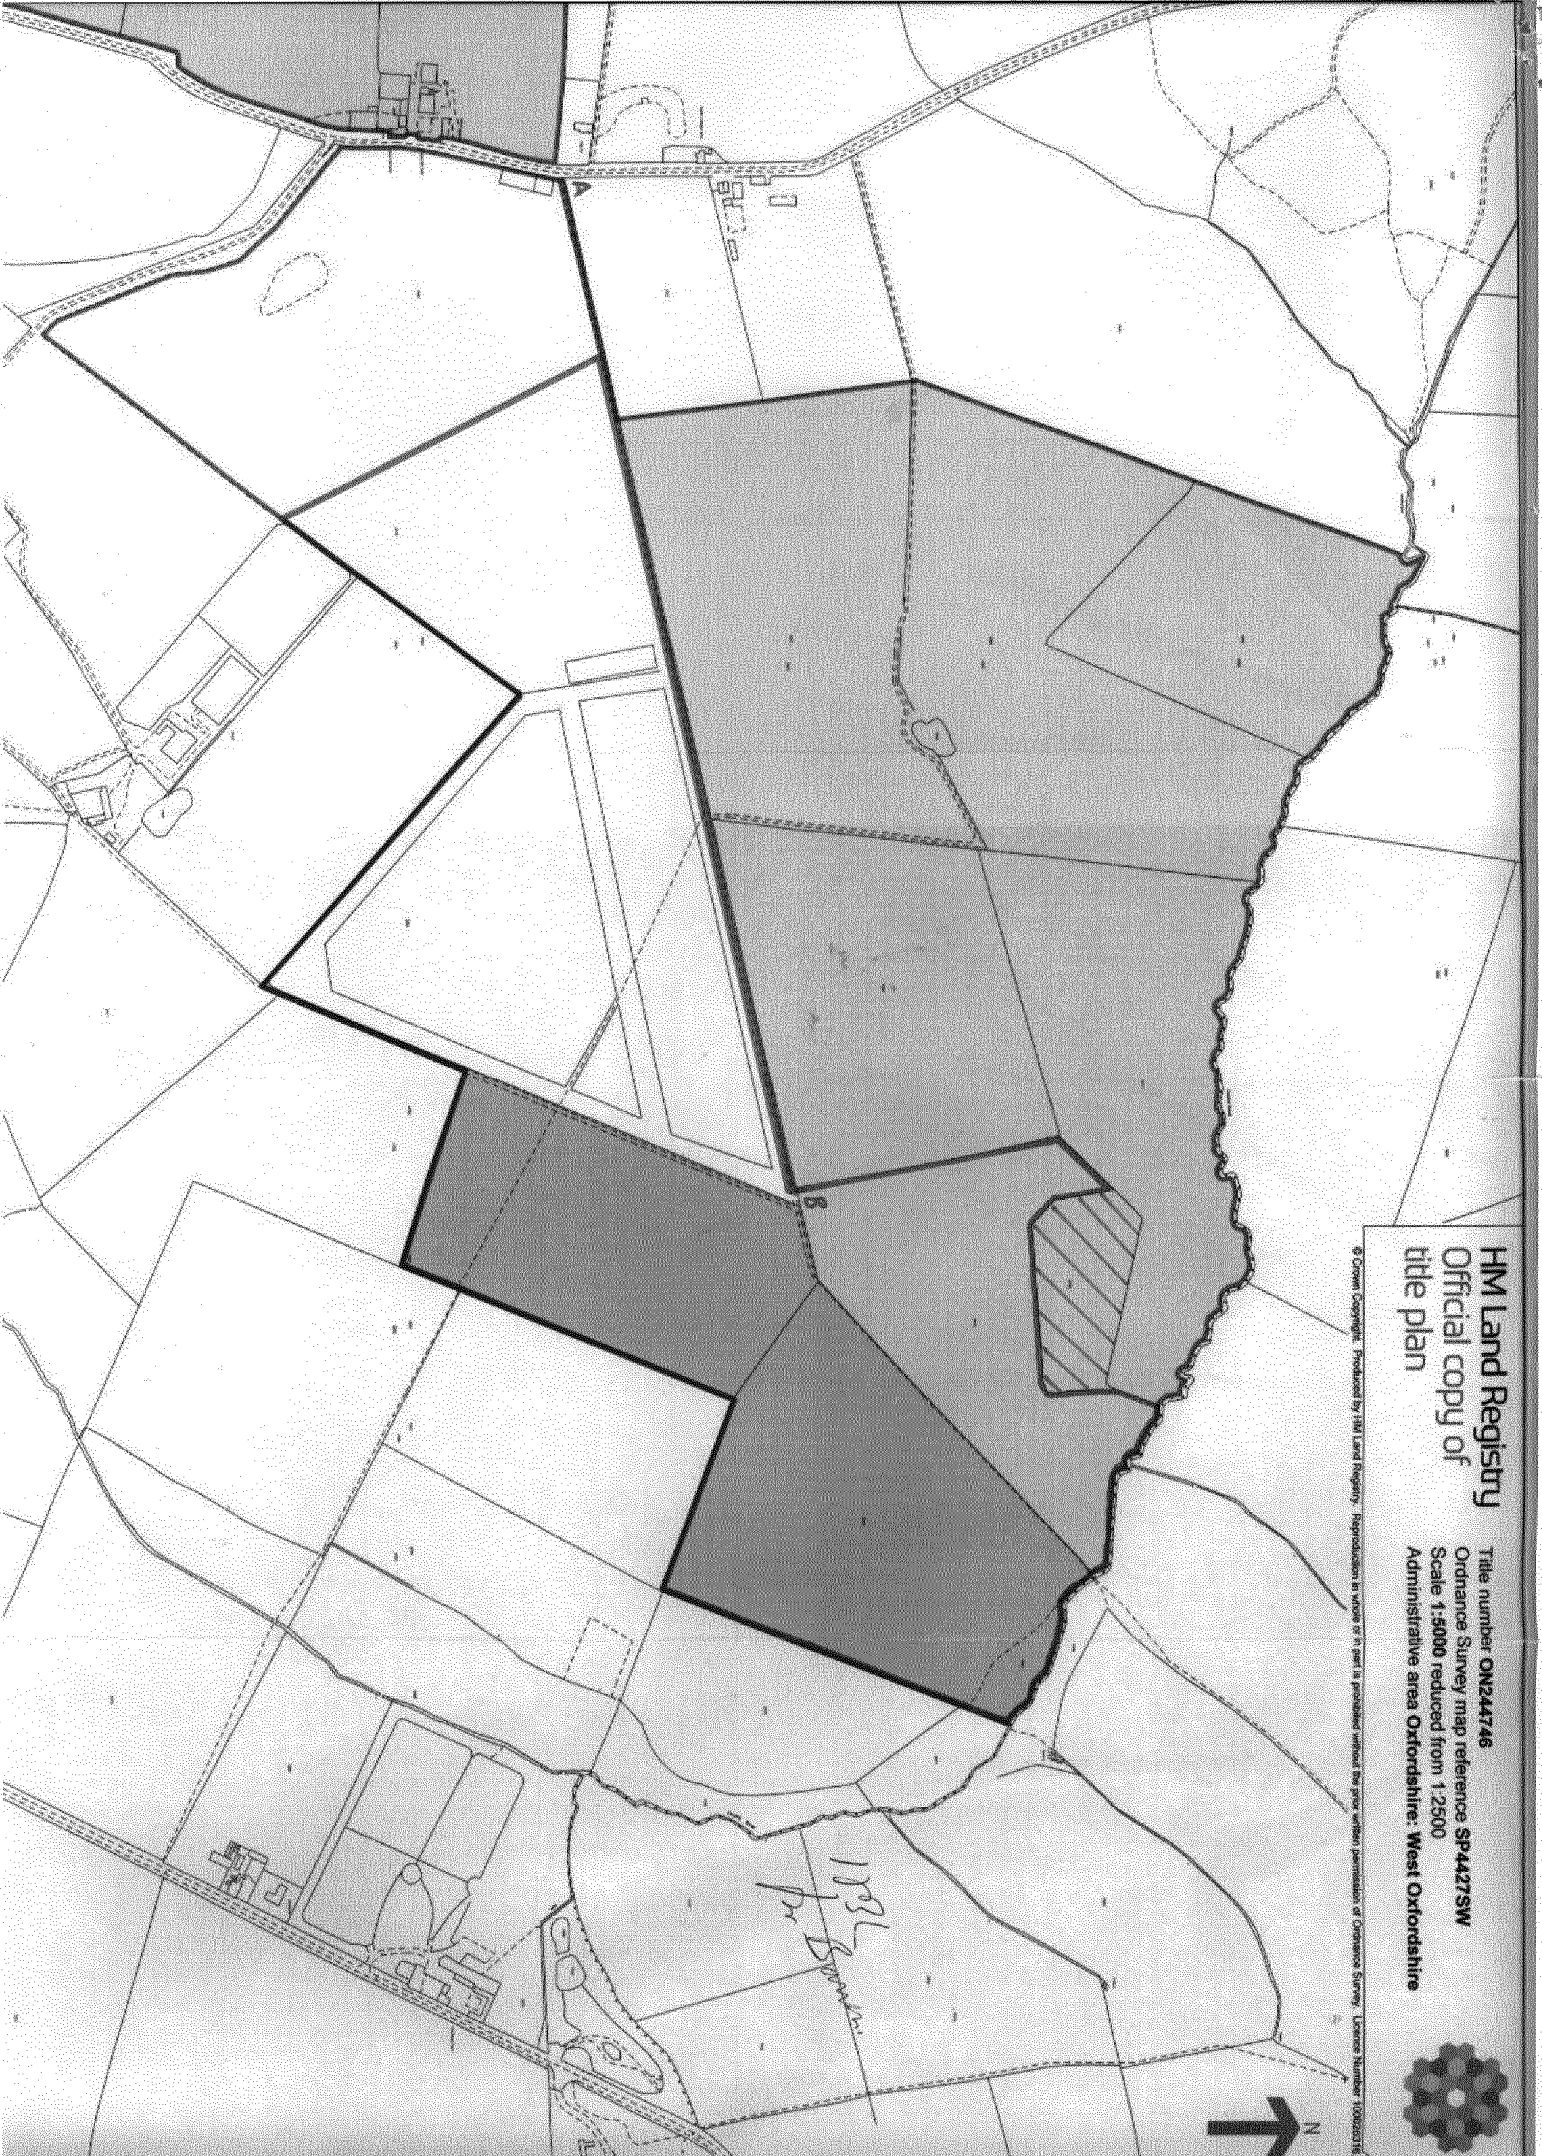 HM Land Registry
Official copy of
title plan
Title number ON244746
Ordnance Survey map reference SP4427SW
Scale 1:5000 reduced from 1:2500
Administrative area Oxfordshire: West Oxfordshire
© Crown Copyright. Produced by HM Land Registry. Reproduction in whole or in part is prohibited without the prior written permission of Ordnance Survey. Licence Number
N
A
B